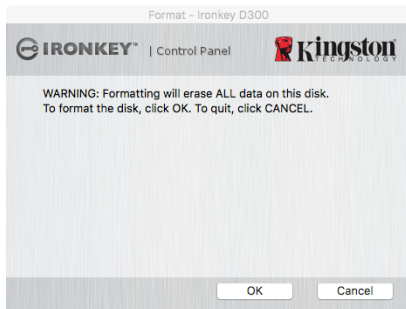 Format - Ironkey D300
IRONKEY™ | Control Panel
Kingston
TECHNOLOGY
WARNING: Formatting will erase ALL data on this disk.
To format the disk, click OK. To quit, click CANCEL.
OK
Cancel